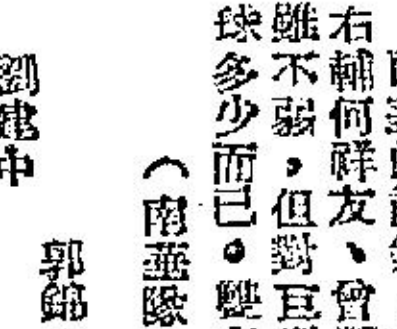 右輔何祥友、曾
雖不弱，但對巨
球多少而已。雙
（南華隊
郭錦
劉建中